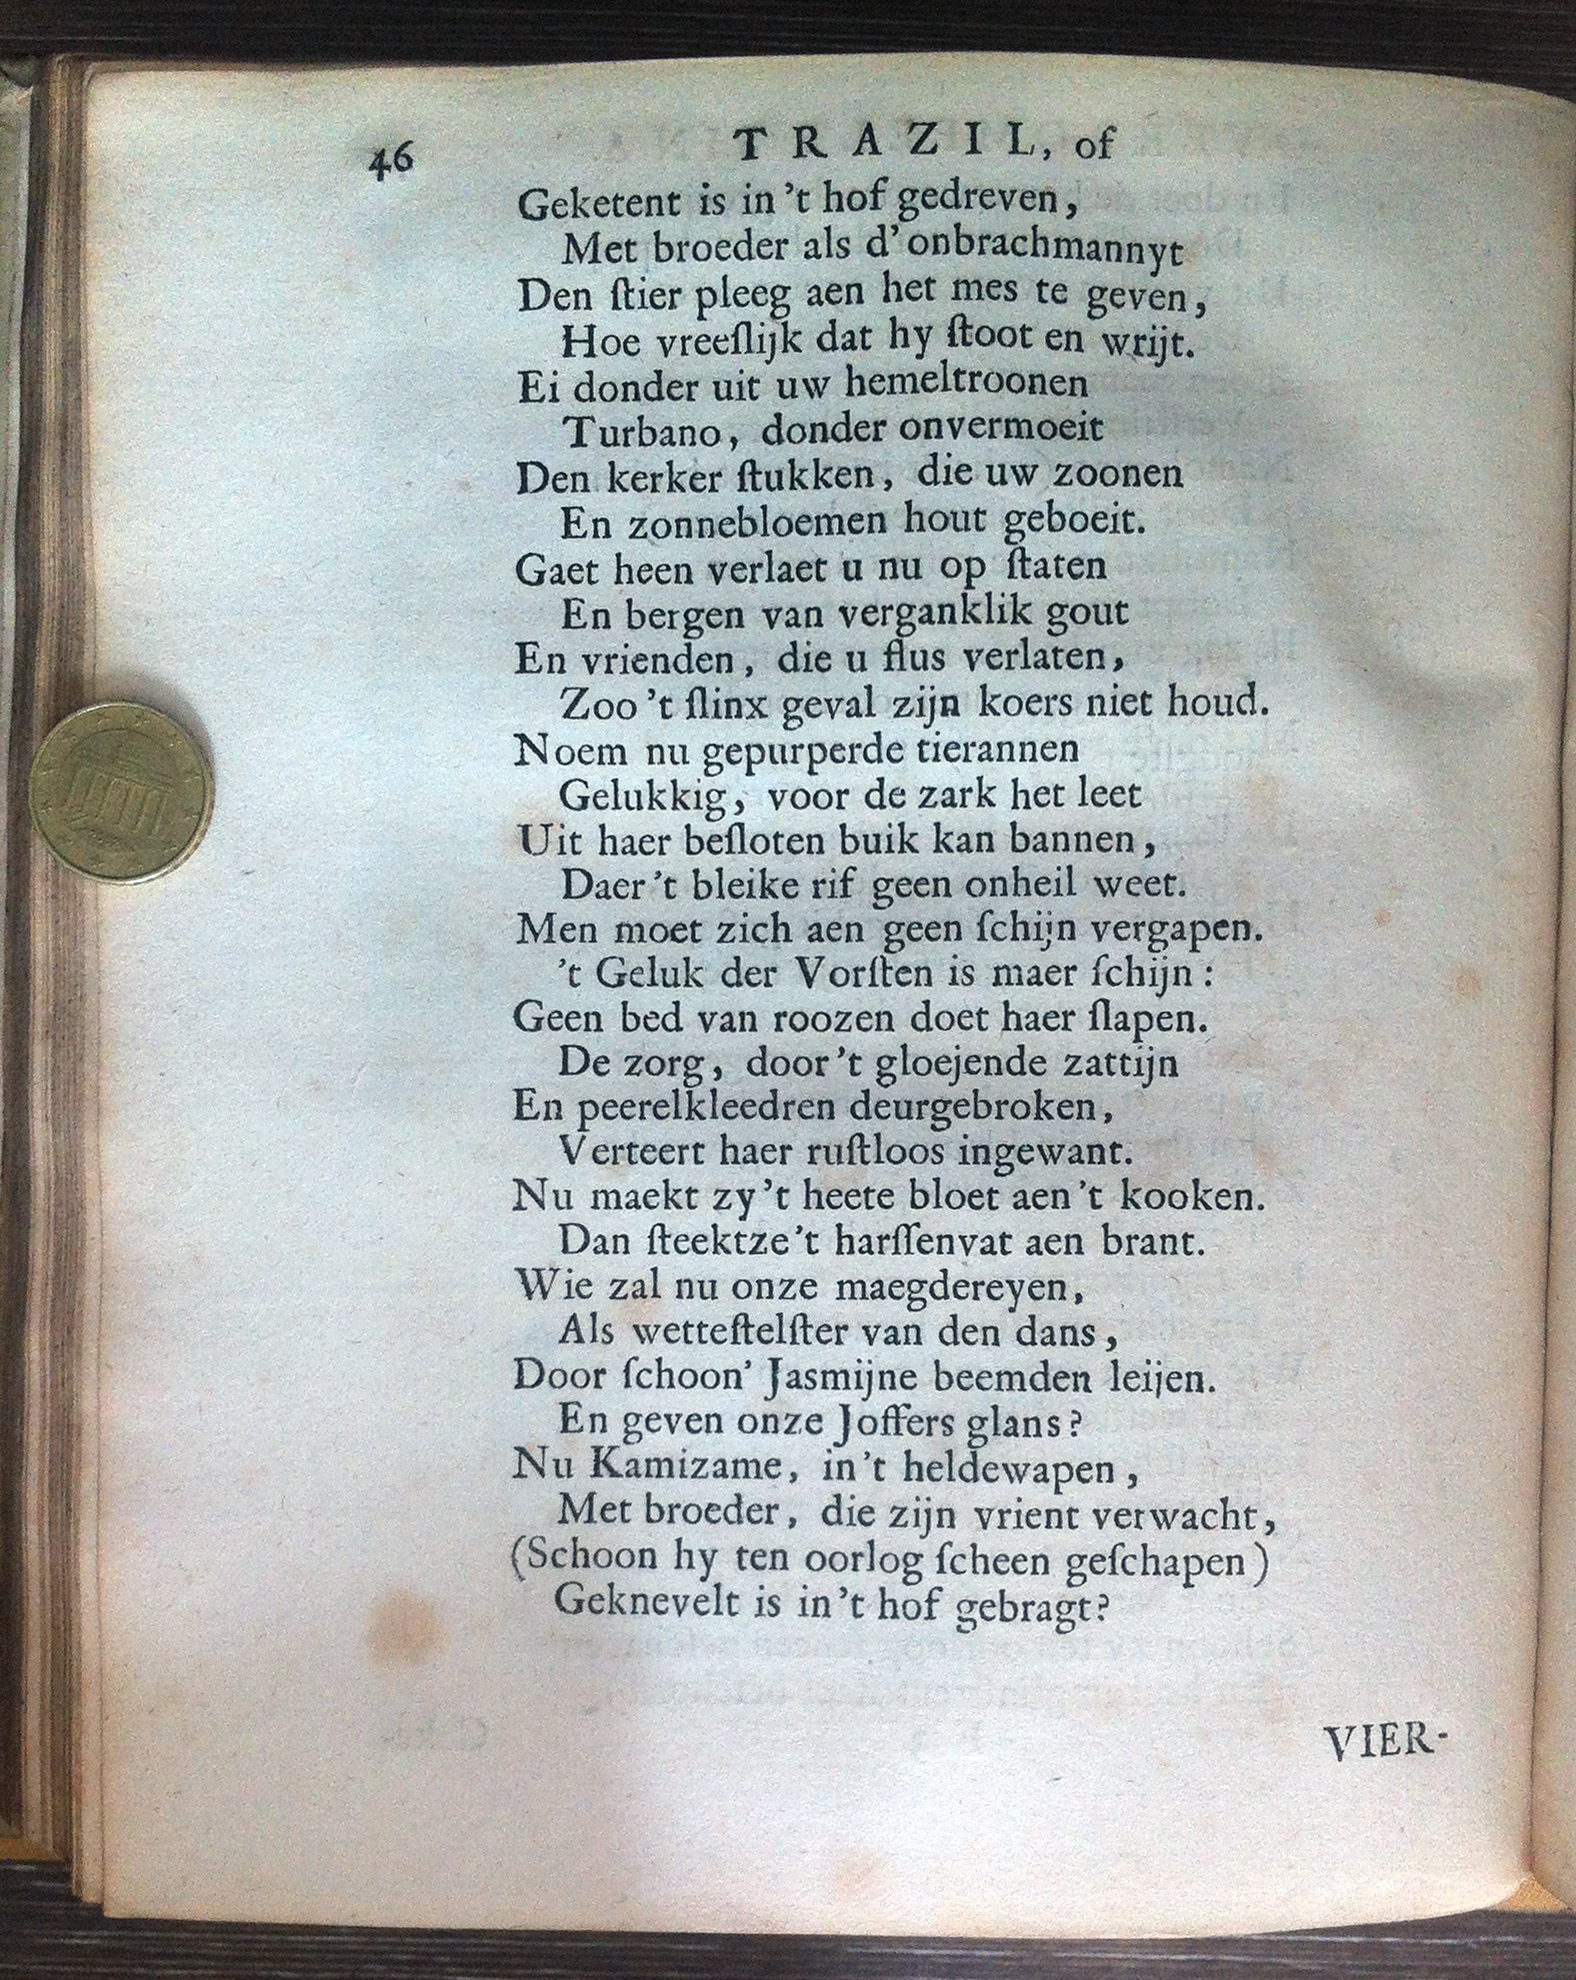 46 TRAZIL, of
Geketent is in 't hof gedreven,
Met broeder als d' onbrachmannyt
Den ſtier pleeg aen het mes te geven,
Hoe vreeſlijk dat hy ſtoot en wrijt.
Ei donder uit uw hemeltroonen
Turbano, donder onvermoeit
Den kerker ſtukken, die uw zoonen
En zonnebloemen hout geboeit.
Gaet heen verlaet u nu op ſtaten
En bergen van verganklik gout
En vrienden, die u flus verlaten,
Zoo 't ſlinx geval zijn koers niet houd.
Noem nu gepurperde tierannen
Gelukkig, voor de zark het leet
Uit haer beſloten buik kan bannen,
Daer 't bleike rif geen onheil weet.
Men moet zich aen geen ſchijn vergapen.
't Geluk der Vorſten is maer ſchijn:
Geen bed van roozen doet haer ſlapen.
De zorg, door 't gloejende zattijn
En peerelkleedren deurgebroken,
Verteert haer ruſtloos ingewant.
Nu maekt zy 't heete bloet aen 't kooken.
Dan ſteektze 't harſſenvat aen brant.
Wie zal nu onze maegdereyen,
Als wetteſtelſter van den dans,
Door ſchoon' Jasmijne beemden leijen.
En geven onze Joffers glans?
Nu Kamizame, in 't heldewapen,
Met broeder, die zijn vrient verwacht,
(Schoon hy ten oorlog ſcheen geſchapen)
Geknevelt is in 't hof gebragt?
VIER-